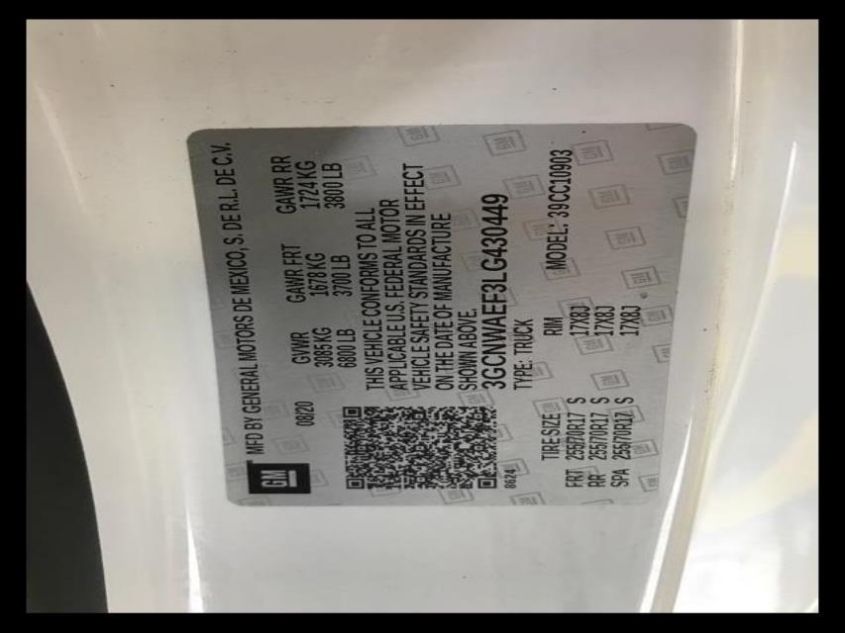 GM
MFD BY GENERAL MOTORS DE MEXICO, S. DE R.L. DE C.V.
08/20 GVWR GAWR FRT GAWR RR
3085 KG 1678 KG 1724 KG
6800 LB 3700 LB 3800 LB
THIS VEHICLE CONFORMS TO ALL
APPLICABLE U.S. FEDERAL MOTOR
VEHICLE SAFETY STANDARDS IN EFFECT
ON THE DATE OF MANUFACTURE
SHOWN ABOVE.
3GCNWAEF3LG430449
8624 TYPE: TRUCK MODEL: 39CC10903
TIRE SIZE RIM
FRT 255/70R17 S 17X8J
RR 255/70R17 S 17X8J
SPA 255/70R17 S 17X8J